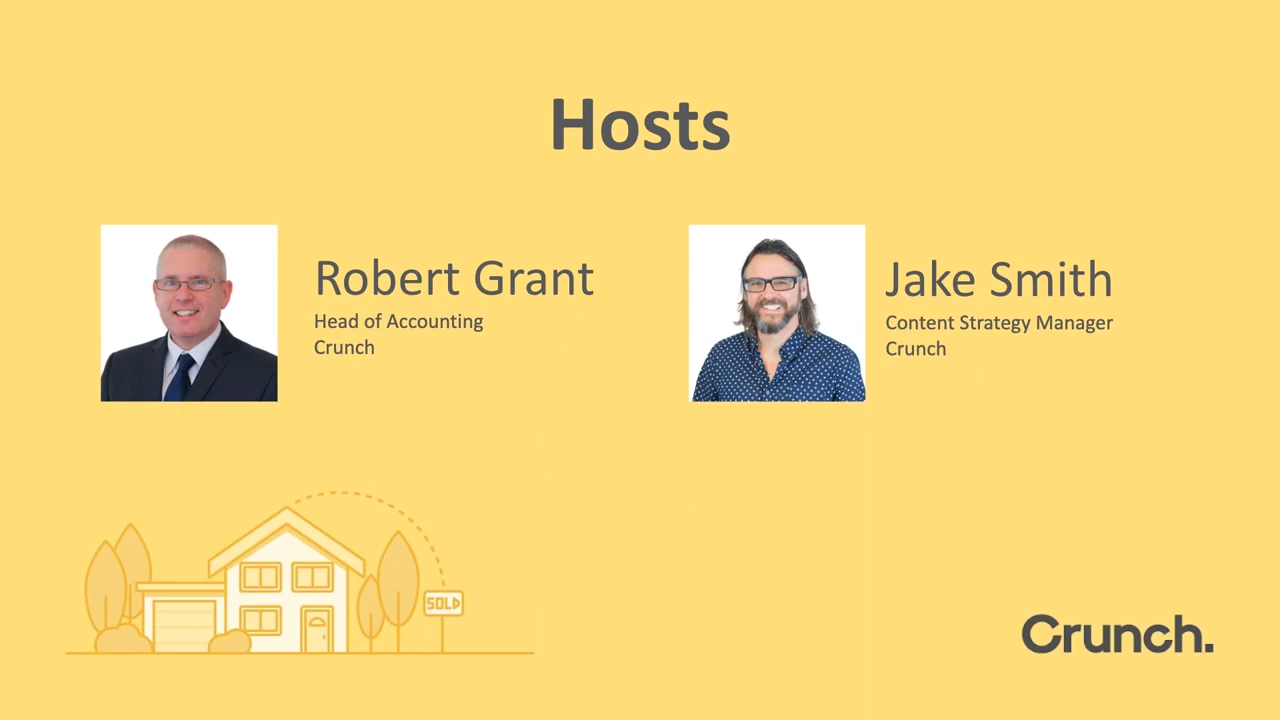 Hosts
Robert Grant
Head of Accounting
Crunch
Jake Smith
Content Strategy Manager
Crunch
SOLD
Crunch.